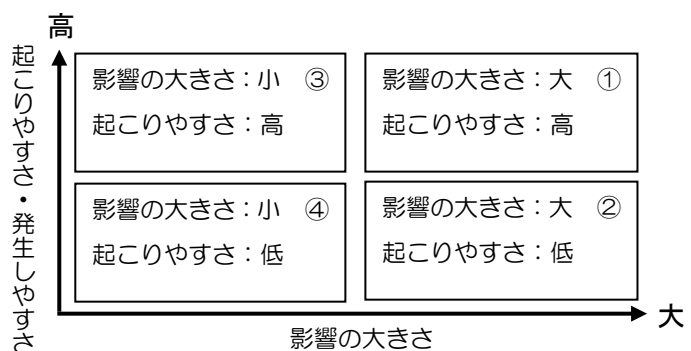 高
起こりやすさ・発生しやすさ
影響の大きさ：小 ③
起こりやすさ：高
影響の大きさ：大 ①
起こりやすさ：高
影響の大きさ：小 ④
起こりやすさ：低
影響の大きさ：大 ②
起こりやすさ：低
大
影響の大きさ